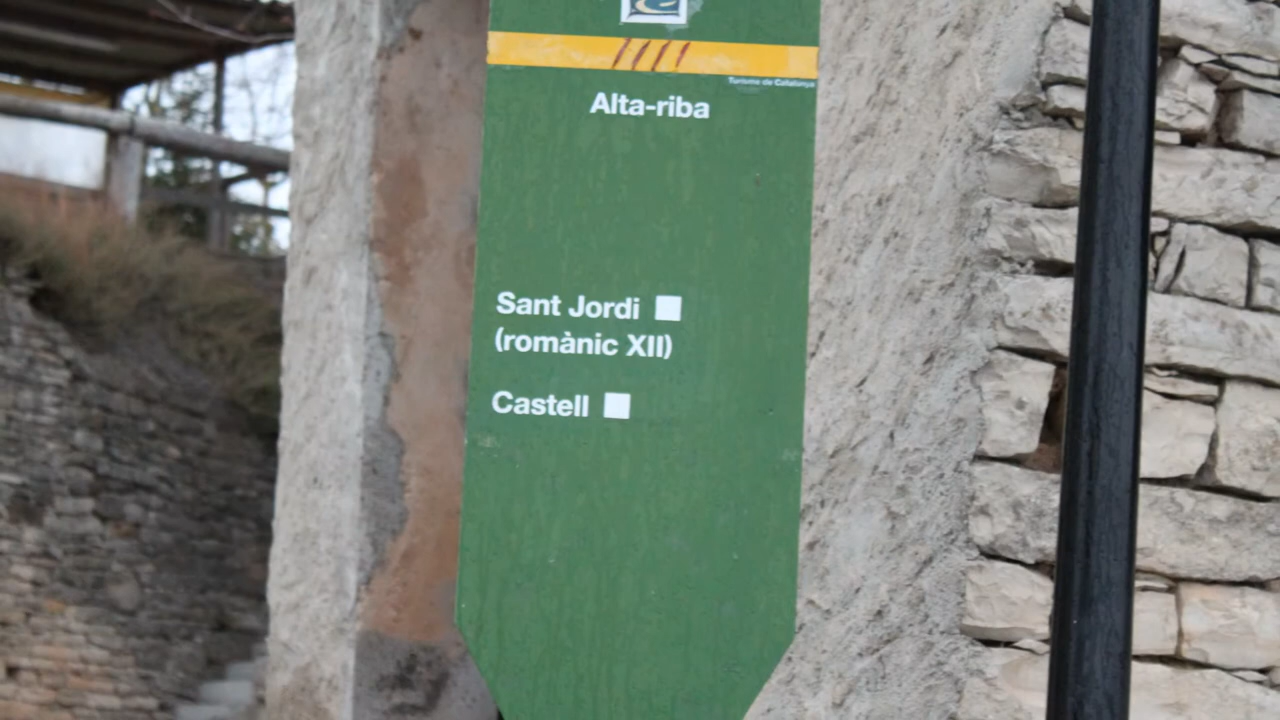 Turisme de Catalunya
Alta-riba
Sant Jordi
(romànic XII)
Castell